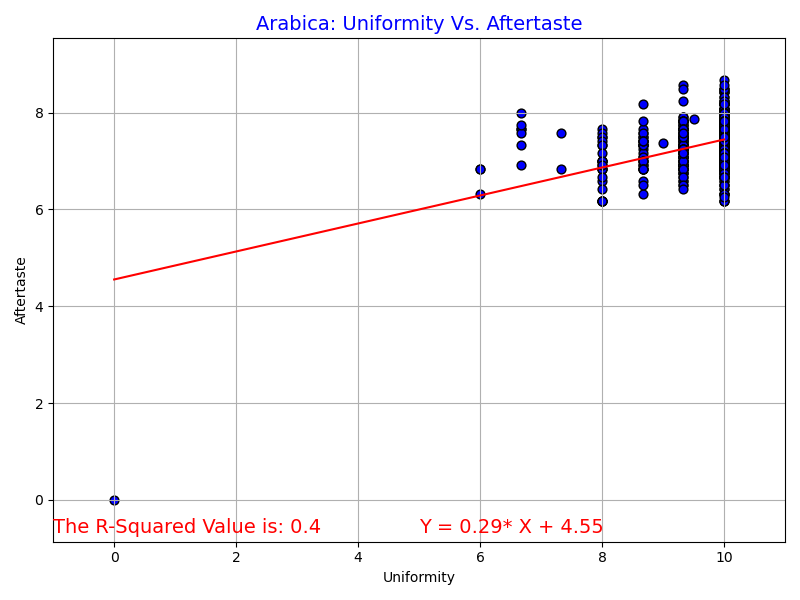 Arabica: Uniformity Vs. Aftertaste
8
6
4
2
0
Aftertaste
The R-Squared Value is: 0.4
Y = 0.29* X + 4.55
0 2 4 6 8 10
Uniformity